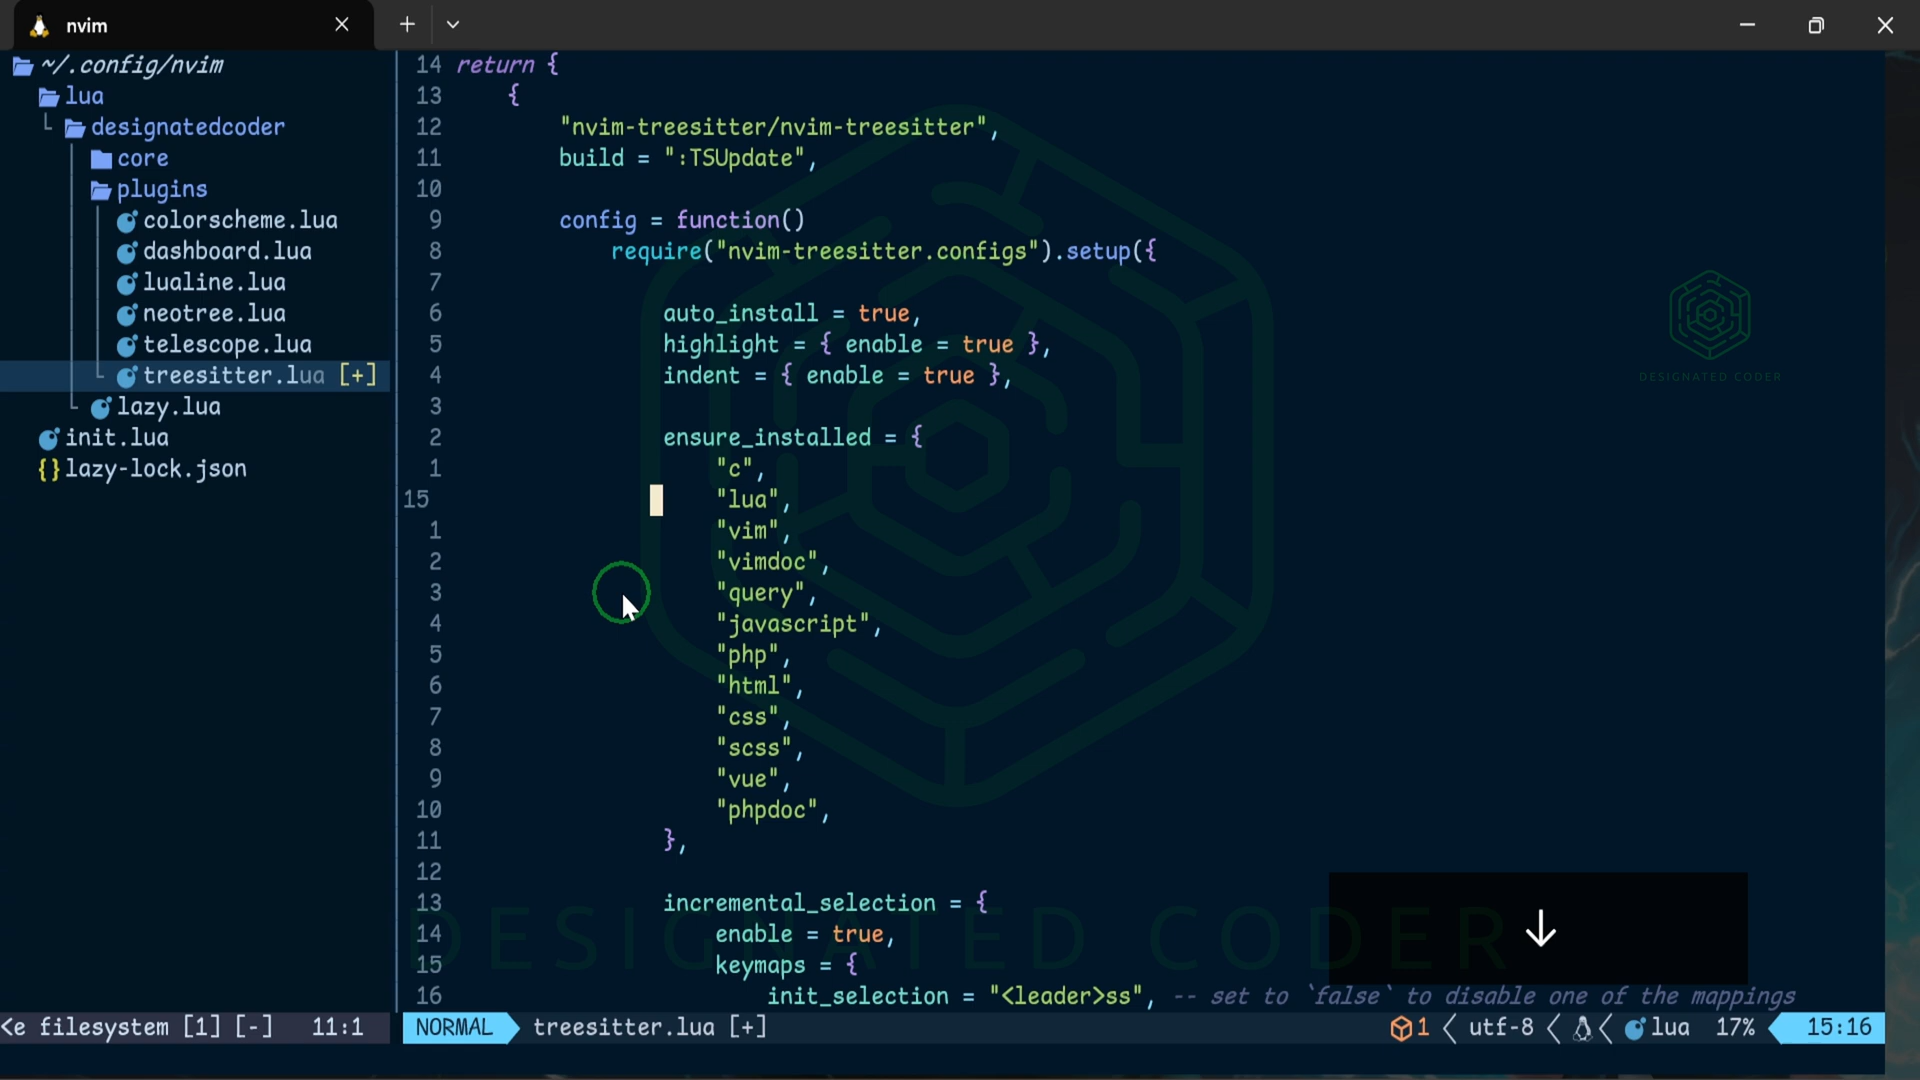 nvim
~/.config/nvim
lua
designatedcoder
core
plugins
colorscheme.lua
dashboard.lua
lualine.lua
neotree.lua
telescope.lua
treesitter.lua [+]
lazy.lua
init.lua
{} lazy-lock.json
<e filesystem [1] [-] 11:1
14 return {
13 {
12 "nvim-treesitter/nvim-treesitter",
11 build = ":TSUpdate",
10
9 config = function()
8 require("nvim-treesitter.configs").setup({
7
6 auto_install = true,
5 highlight = { enable = true },
4 indent = { enable = true },
3
2 ensure_installed = {
1 "c",
15 "lua",
1 "vim",
2 "vimdoc",
3 "query",
4 "javascript",
5 "php",
6 "html",
7 "css",
8 "scss",
9 "vue",
10 "phpdoc",
11 },
12
13 incremental_selection = {
14 enable = true,
15 keymaps = {
16 init_selection = "<leader>ss", -- set to `false` to disable one of the mappings
NORMAL treesitter.lua [+] 1 utf-8 lua 17% 15:16
DESIGNATED CODER
DESIGNATED CODER